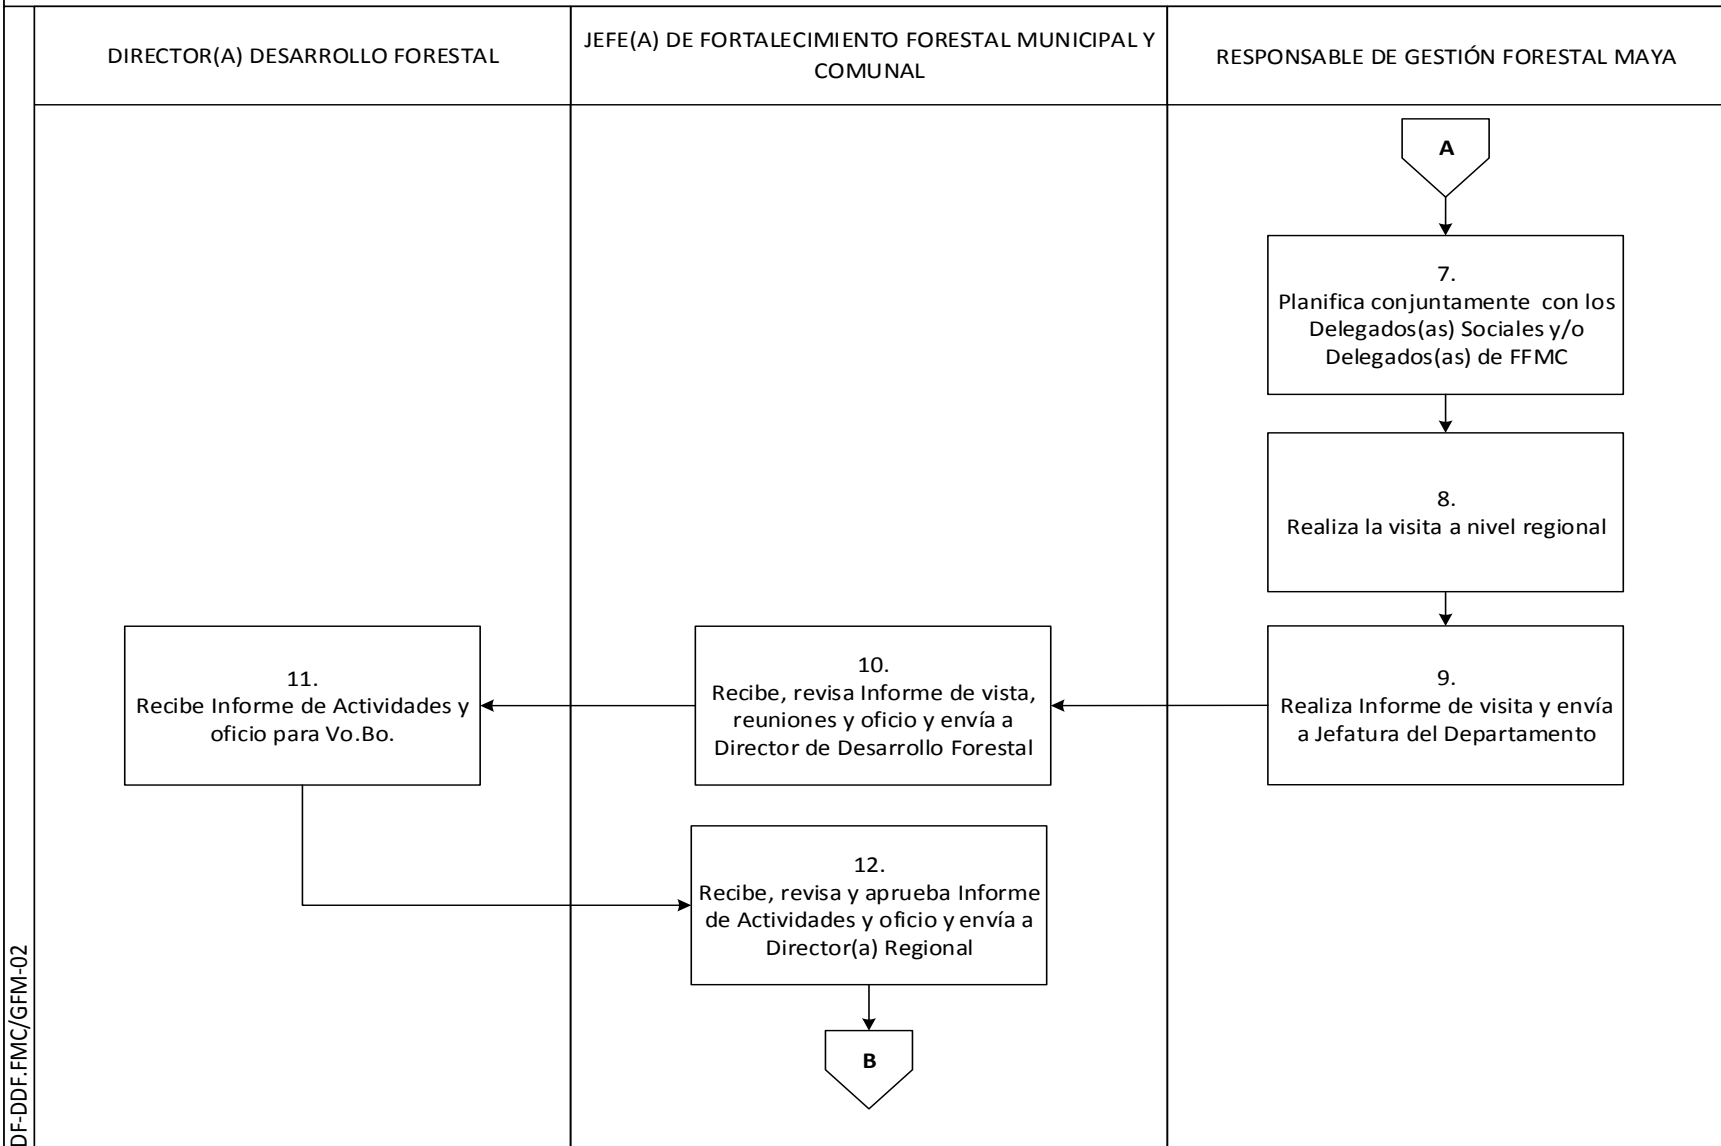 DIRECTOR(A) DESARROLLO FORESTAL
JEFE(A) DE FORTALECIMIENTO FORESTAL MUNICIPAL Y
COMUNAL
RESPONSABLE DE GESTIÓN FORESTAL MAYA
A
7.
Planifica conjuntamente con los
Delegados(as) Sociales y/o
Delegados(as) de FFMC
8.
Realiza la visita a nivel regional
9.
Realiza Informe de visita y envía
a Jefatura del Departamento
10.
Recibe, revisa Informe de vista,
reuniones y oficio y envía a
Director de Desarrollo Forestal
11.
Recibe Informe de Actividades y
oficio para Vo.Bo.
12.
Recibe, revisa y aprueba Informe
de Actividades y oficio y envía a
Director(a) Regional
B
DF-DDF.FMC/GFM-02